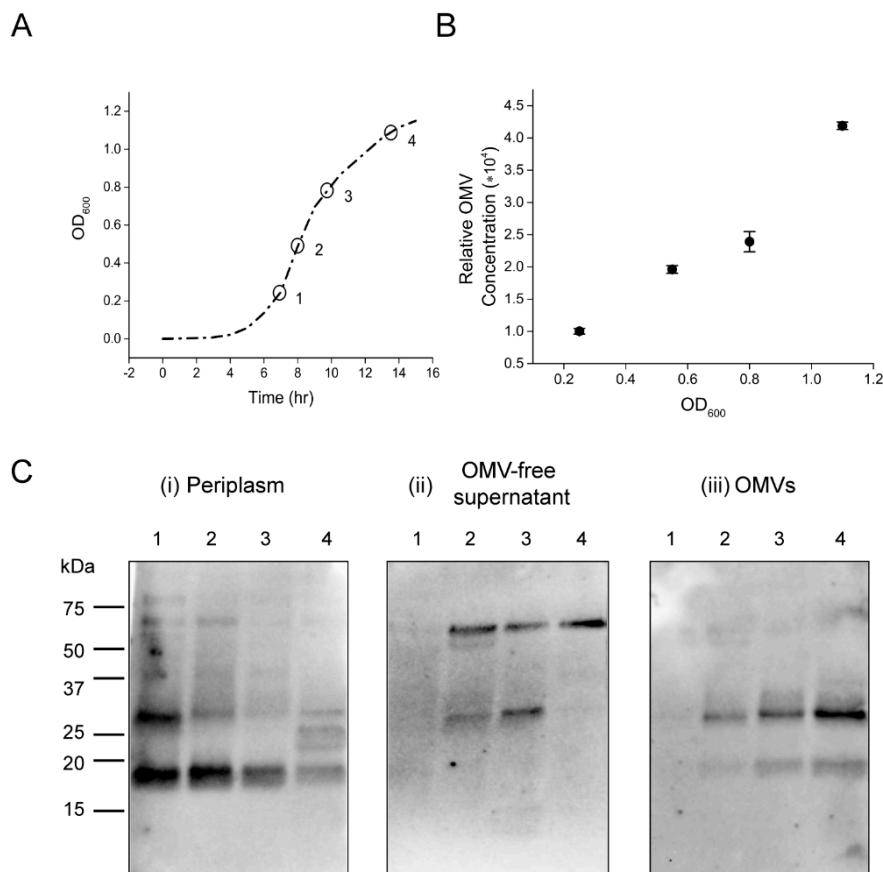 A
OD600
1.2
1.0
0.8
0.6
0.4
0.2
0.0
1
2
3
4
-2 0 2 4 6 8 10 12 14 16
Time (hr)
B
Relative OMV
Concentration (*10^4)
4.5
4.0
3.5
3.0
2.5
2.0
1.5
1.0
0.5
0.2 0.4 0.6 0.8 1.0 1.2
OD600
C
(i) Periplasm
1 2 3 4
(ii) OMV-free
supernatant
1 2 3 4
(iii) OMVs
1 2 3 4
kDa
75
50
37
25
20
15